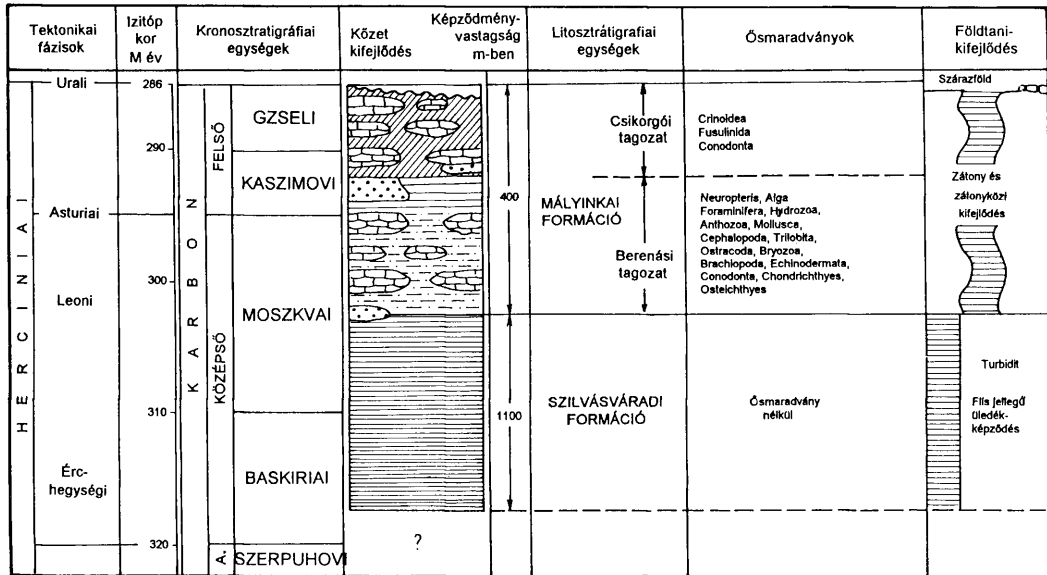 Tektonikai
fázisok
Izitóp
kor
M év
Kronosztratigráfiai
egységek
Kőzet
kifejlődés
Képződmény-
vastagság
m-ben
Litosztrátigrafiai
egységek
Ősmaradványok
Földtani-
kifejlődés
HERCINIAI
Urali
Asturiai
Leoni
Érc-
hegységi
286
290
300
310
320
KARBON
FELSŐ
KÖZÉPSŐ
A.
GZSELI
KASZIMOVI
MOSZKVAI
BASKIRIAI
SZERPUHOVI
?
400
1100
Csikorgói
tagozat
MÁLYINKAI
FORMÁCIÓ
Berenási
tagozat
SZILVÁSVÁRADI
FORMÁCIÓ
Crinoidea
Fusulinida
Conodonta
Neuropteris, Alga
Foraminifera, Hydrozoa,
Anthozoa, Mollusca,
Cephalopoda, Trilobita,
Ostracoda, Bryozoa,
Brachiopoda, Echinodermata,
Conodonta, Chondrichthyes,
Osteichthyes
Ősmaradvány
nélkül
Szárazföld
Zátony és
zátonyközi
kifejlődés
Turbidit
Flis jellegű
üledék-
képződés